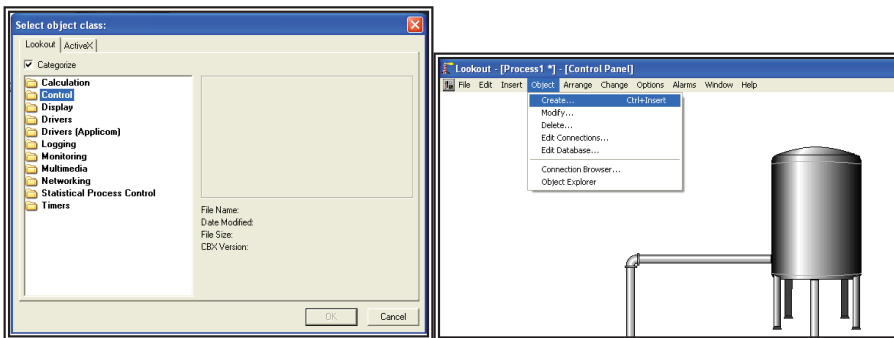 Select object class:
Lookout ActiveX
Categorize
Calculation
Control
Display
Drivers
Drivers (Applicom)
Logging
Monitoring
Multimedia
Networking
Statistical Process Control
Timers
File Name:
Date Modified:
File Size:
CBX Version:
OK Cancel
Lookout - [Process1 *] - [Control Panel]
File Edit Insert Object Arrange Change Options Alarms Window Help
Create... Ctrl+Insert
Modify...
Delete...
Edit Connections...
Edit Database...
Connection Browser...
Object Explorer